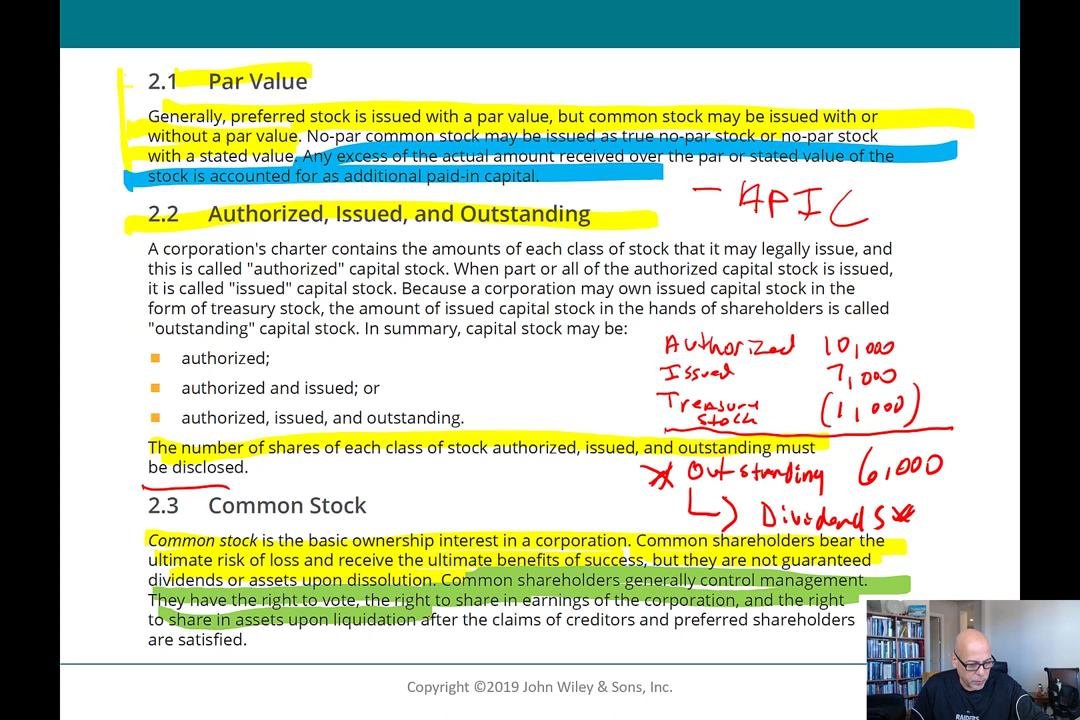 2.1 Par Value
Generally, preferred stock is issued with a par value, but common stock may be issued with or
without a par value. No-par common stock may be issued as true no-par stock or no-par stock
with a stated value. Any excess of the actual amount received over the par or stated value of the
stock is accounted for as additional paid-in capital.
— APIC
2.2 Authorized, Issued, and Outstanding
A corporation's charter contains the amounts of each class of stock that it may legally issue, and
this is called "authorized" capital stock. When part or all of the authorized capital stock is issued,
it is called "issued" capital stock. Because a corporation may own issued capital stock in the
form of treasury stock, the amount of issued capital stock in the hands of shareholders is called
"outstanding" capital stock. In summary, capital stock may be:
authorized;
authorized and issued; or
authorized, issued, and outstanding.
Authorized 10,000
Issued 7,000
Treasury (1,000)
stock
The number of shares of each class of stock authorized, issued, and outstanding must
be disclosed.
Outstanding 6,000
Dividends
2.3 Common Stock
Common stock is the basic ownership interest in a corporation. Common shareholders bear the
ultimate risk of loss and receive the ultimate benefits of success, but they are not guaranteed
dividends or assets upon dissolution. Common shareholders generally control management.
They have the right to vote, the right to share in earnings of the corporation, and the right
to share in assets upon liquidation after the claims of creditors and preferred shareholders
are satisfied.
Copyright ©2019 John Wiley & Sons, Inc.
RAIDERS